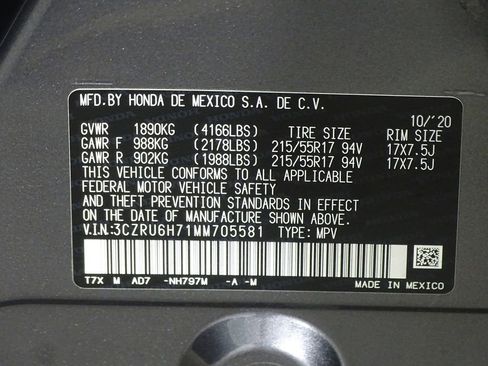 MFD.BY HONDA DE MEXICO S.A. DE C.V.
10/'20
GVWR 1890KG (4166LBS) TIRE SIZE RIM SIZE
GAWR F 988KG (2178LBS) 215/55R17 94V 17X7.5J
GAWR R 902KG (1988LBS) 215/55R17 94V 17X7.5J
THIS VEHICLE CONFORMS TO ALL APPLICABLE
FEDERAL MOTOR VEHICLE SAFETY
AND THEFT PREVENTION STANDARDS IN EFFECT
ON THE DATE OF MANUFACTURE SHOWN ABOVE.
V.I.N:3CZRU6H71MM705581 TYPE: MPV
T7X M AD7 -NH797M -A -M
MADE IN MEXICO